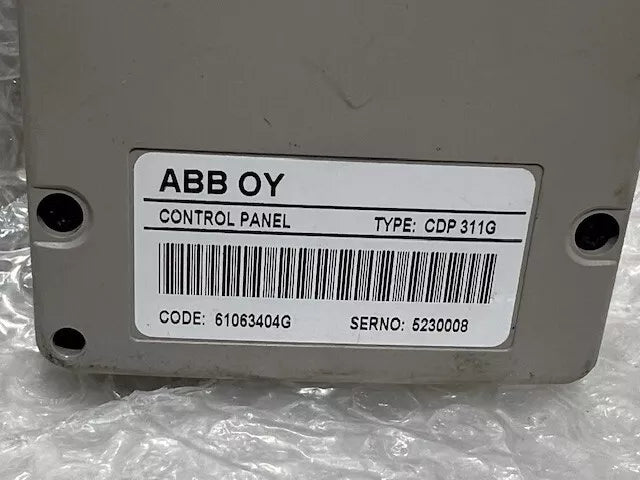 ABB OY
CONTROL PANEL TYPE: CDP 311G
CODE: 61063404G SERNO: 5230008